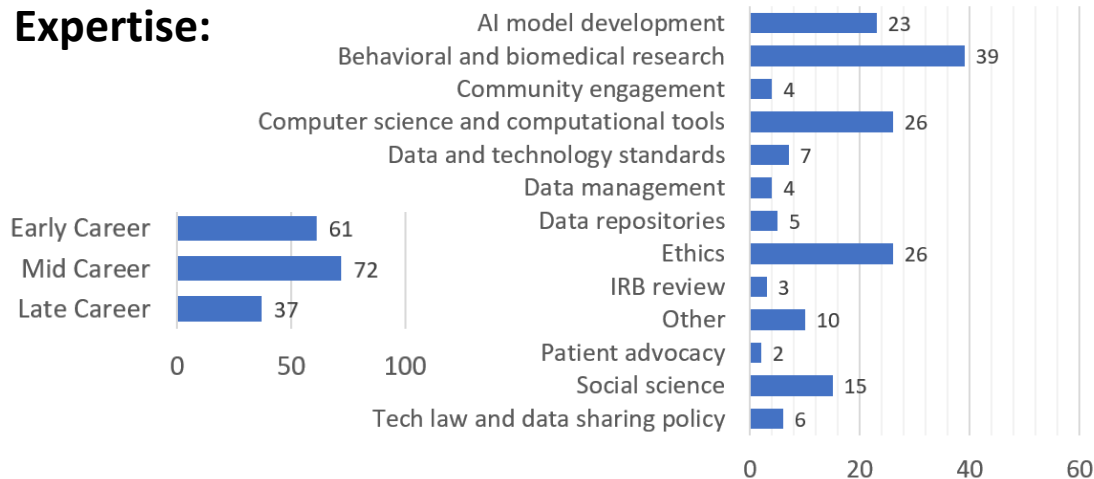 Expertise:
Early Career 61
Mid Career 72
Late Career 37
0 50 100
AI model development 23
Behavioral and biomedical research 39
Community engagement 4
Computer science and computational tools 26
Data and technology standards 7
Data management 4
Data repositories 5
Ethics 26
IRB review 3
Other 10
Patient advocacy 2
Social science 15
Tech law and data sharing policy 6
0 20 40 60